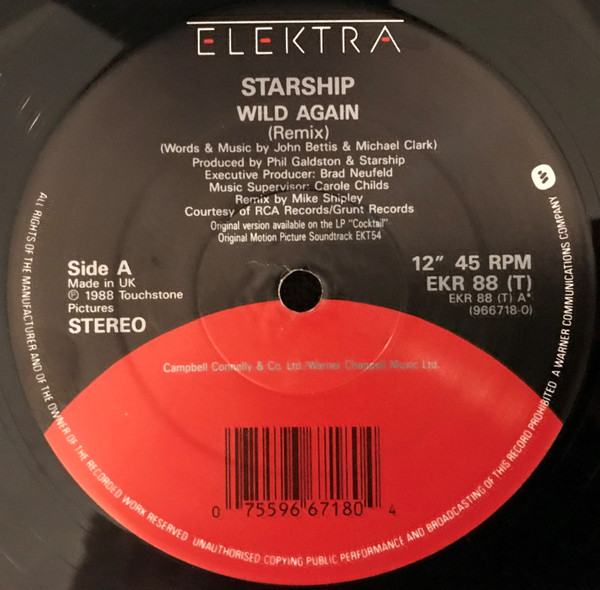 ELEKTRA
STARSHIP
WILD AGAIN
(Remix)
(Words & Music by John Bettis & Michael Clark)
Produced by Phil Galdston & Starship
Executive Producer: Brad Neufeld
Music Supervisor: Carole Childs
Remix by Mike Shipley
Courtesy of RCA Records/Grunt Records
Original version available on the LP "Cocktail"
Original Motion Picture Soundtrack EKT54
Side A
Made in UK
℗ 1988 Touchstone
Pictures
STEREO
12" 45 RPM
EKR 88 (T)
EKR 88 (T) A*
(966718-0)
Campbell Connelly & Co. Ltd./Warner Chappell Music Ltd.
0 75596 67180 4
ALL RIGHTS OF THE MANUFACTURER AND OF THE OWNER OF THE RECORDED WORK RESERVED. UNAUTHORISED COPYING PUBLIC PERFORMANCE AND BROADCASTING OF THIS RECORD PROHIBITED A WARNER COMMUNICATIONS COMPANY